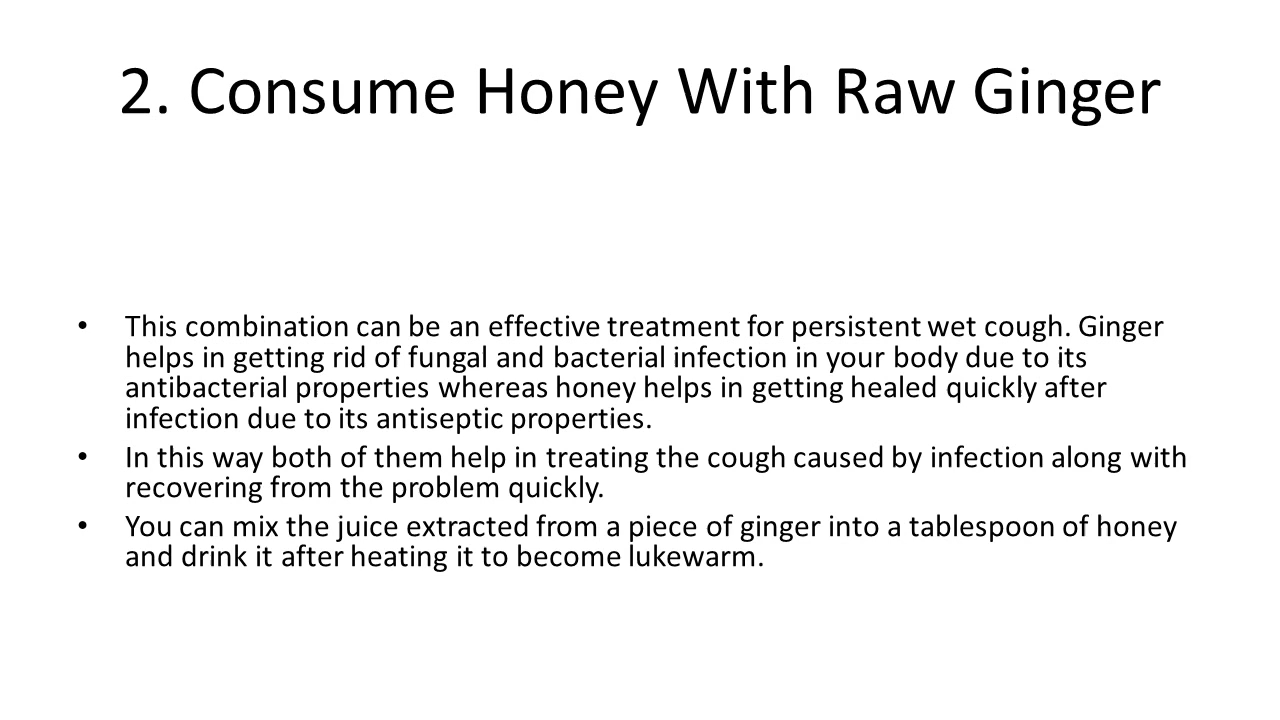 2. Consume Honey With Raw Ginger
• This combination can be an effective treatment for persistent wet cough. Ginger
helps in getting rid of fungal and bacterial infection in your body due to its
antibacterial properties whereas honey helps in getting healed quickly after
infection due to its antiseptic properties.
• In this way both of them help in treating the cough caused by infection along with
recovering from the problem quickly.
• You can mix the juice extracted from a piece of ginger into a tablespoon of honey
and drink it after heating it to become lukewarm.